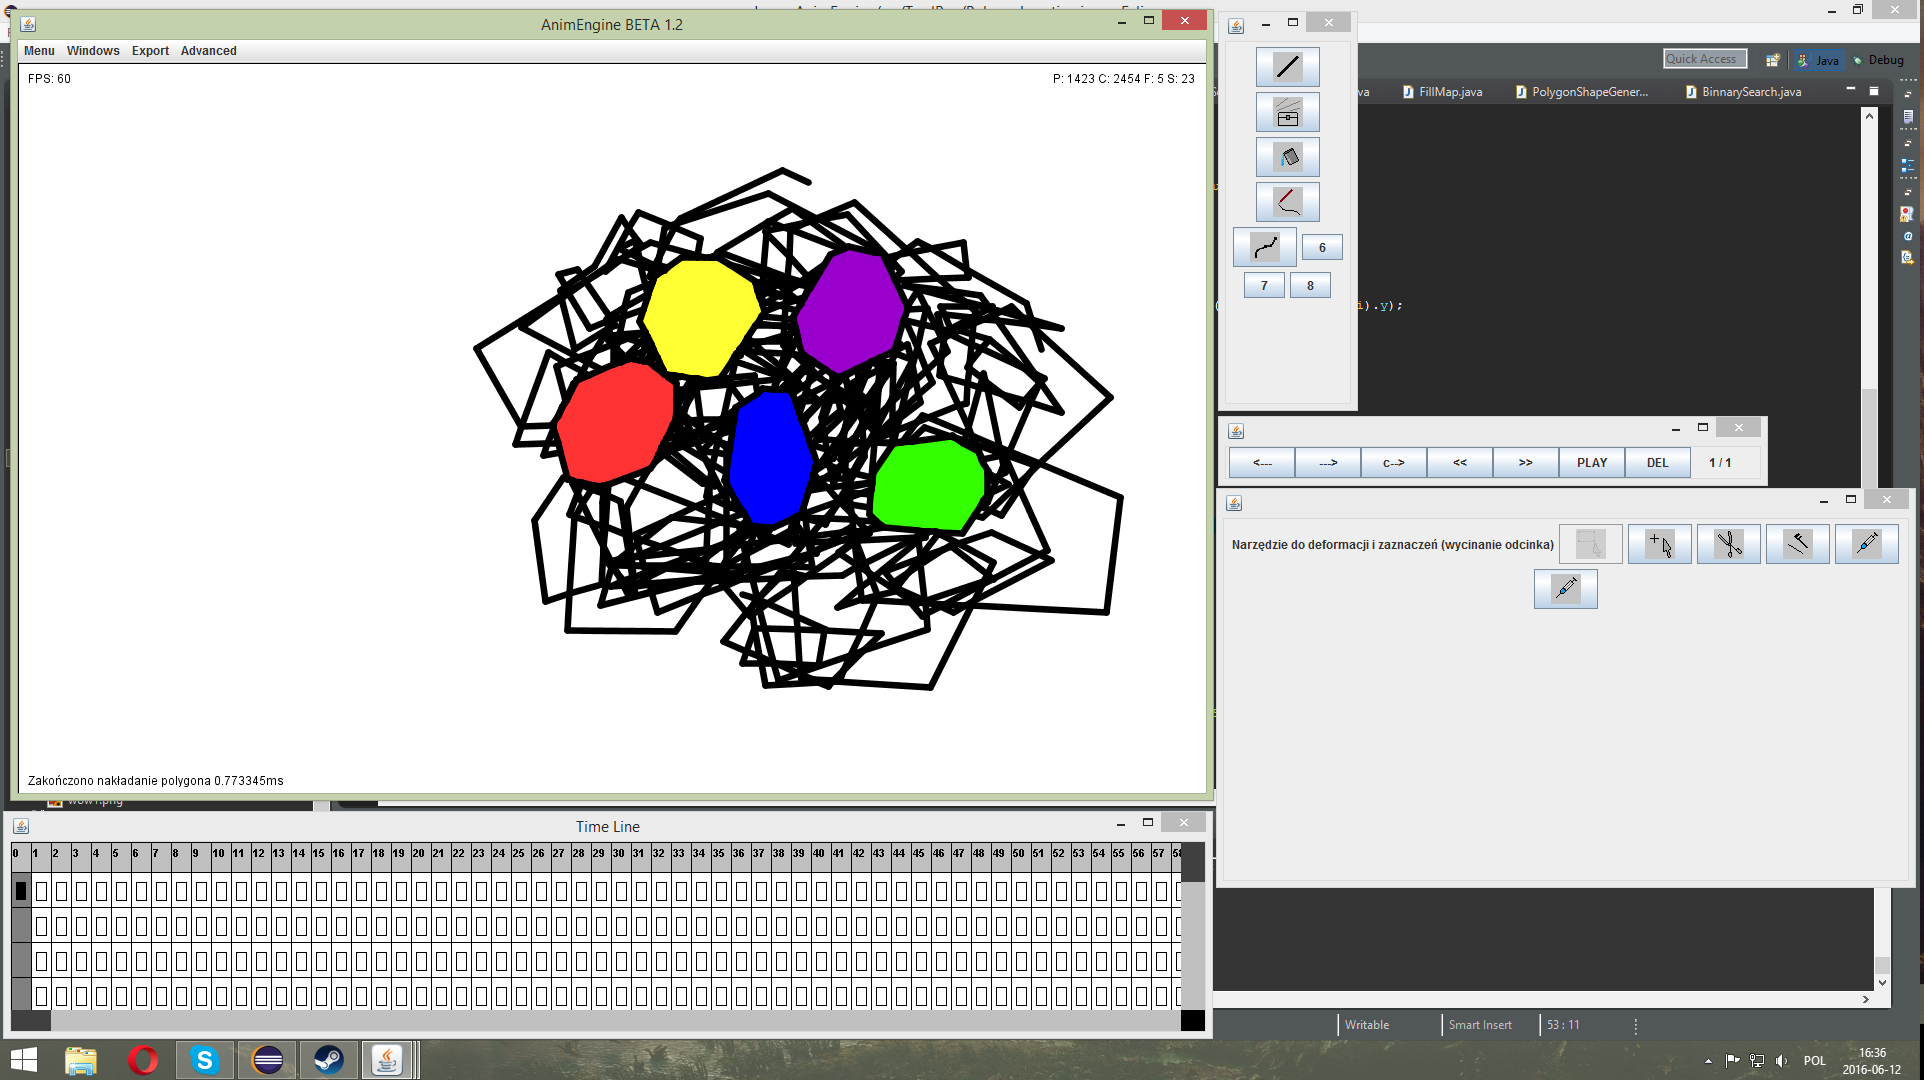 AnimEngine BETA 1.2
Menu Windows Export Advanced
FPS: 60
P: 1423 C: 2454 F: 5 S: 23
Zakończono nakładanie polygona 0.773345ms
6
7 8
Quick Access
Java
Debug
FillMap.java
PolygonShapeGener...
BinnarySearch.java
i).y);
<--- ---> c--> << >> PLAY DEL 1 / 1
Narzędzie do deformacji i zaznaczeń (wycinanie odcinka)
Time Line
0 1 2 3 4 5 6 7 8 9 10 11 12 13 14 15 16 17 18 19 20 21 22 23 24 25 26 27 28 29 30 31 32 33 34 35 36 37 38 39 40 41 42 43 44 45 46 47 48 49 50 51 52 53 54 55 56 57 58
Writable
Smart Insert
53 : 11
POL
16:36
2016-06-12